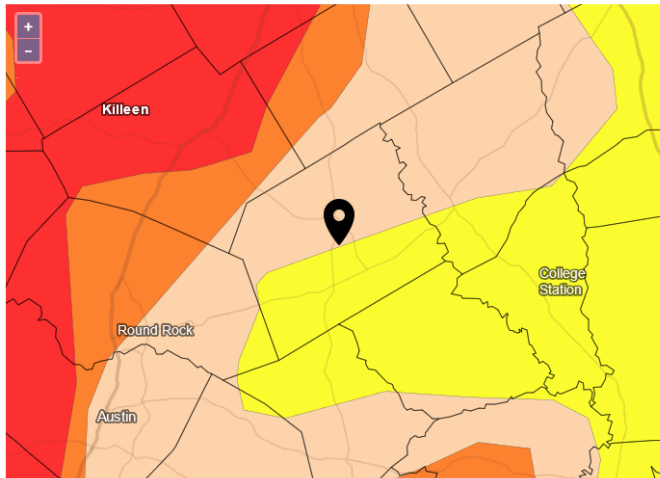 +
−
Killeen
College
Station
Round Rock
Austin